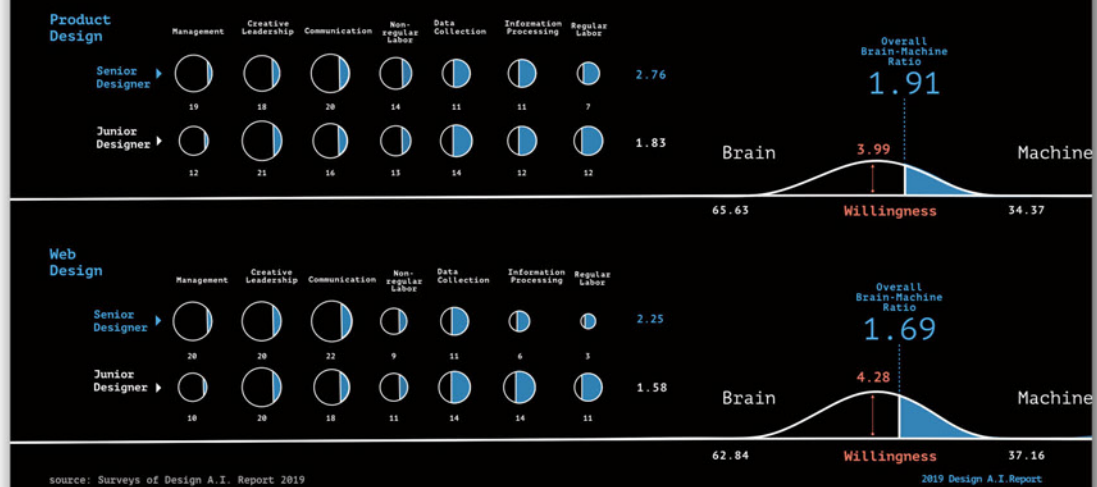 Product
Design
Management
Creative
Leadership
Communication
Non-
regular
Labor
Data
Collection
Information
Processing
Regular
Labor
Senior
Designer
19 18 20 14 11 11 7
2.76
Junior
Designer
12 21 16 13 14 12 12
1.83
Overall
Brain-Machine
Ratio
1.91
Brain
3.99
Machine
65.63
Willingness
34.37
Web
Design
Management
Creative
Leadership
Communication
Non-
regular
Labor
Data
Collection
Information
Processing
Regular
Labor
Senior
Designer
20 20 22 9 11 6 3
2.25
Junior
Designer
10 20 18 11 14 14 11
1.58
Overall
Brain-Machine
Ratio
1.69
Brain
4.28
Machine
62.84
Willingness
37.16
source: Surveys of Design A.I. Report 2019
2019 Design A.I.Report